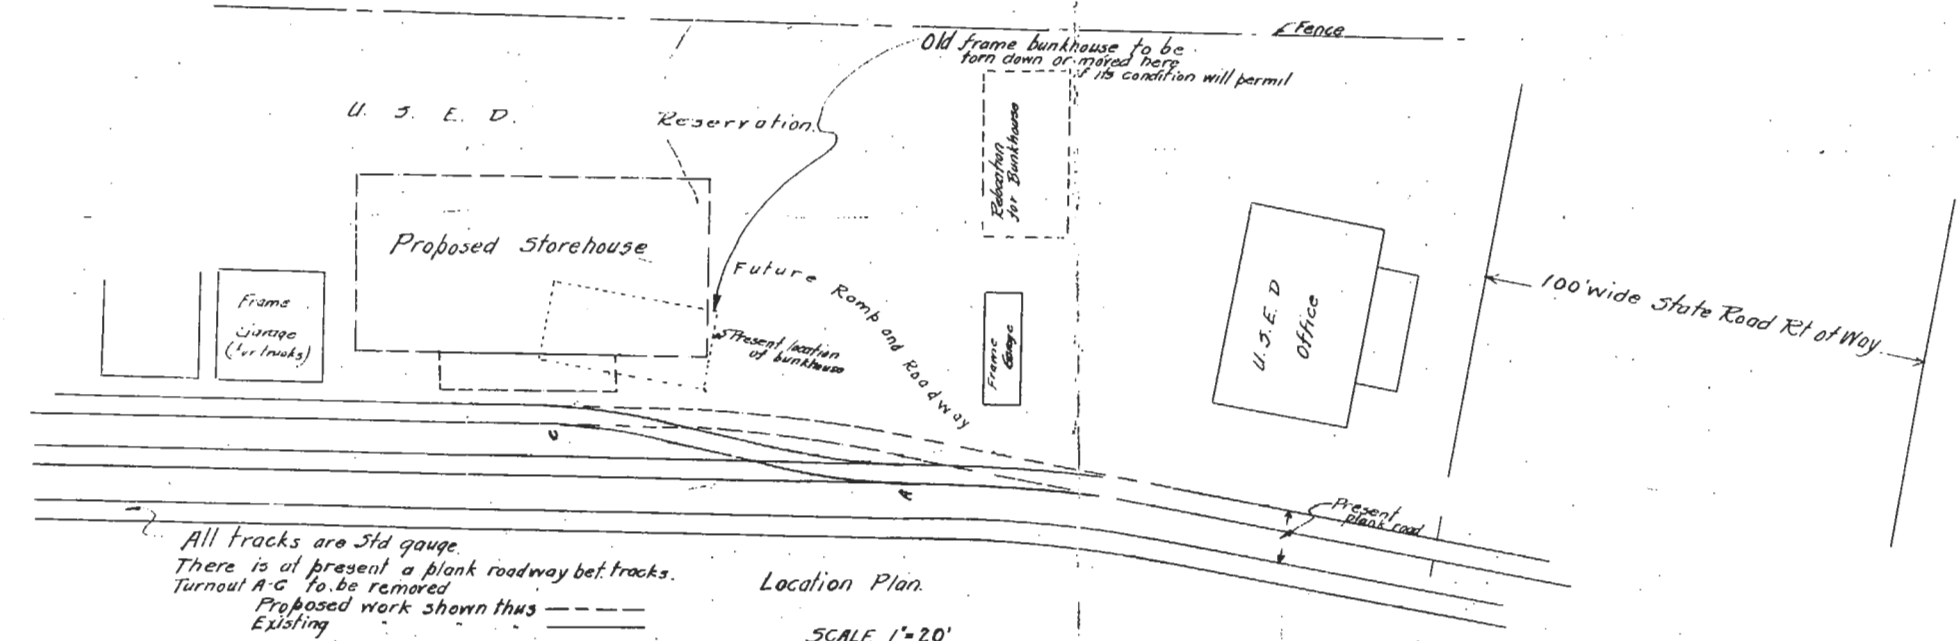 Fence
Old frame bunkhouse to be
torn down or moved here
if its condition will permit
U. S. E. D.
Reservation
Relocation
for Bunkhouse
Proposed Storehouse
Future Ramp and Roadway
Frame
Garage
(for trucks)
Present location
of bunkhouse
Frame
Garage
U.S.E.D
Office
100' wide State Road Rt of Way
C
A
Present
plank road
All tracks are Std gauge.
There is at present a plank roadway bet. tracks.
Turnout A-C to be removed
Proposed work shown thus
Existing " " "
Location Plan.
SCALE 1"=20'